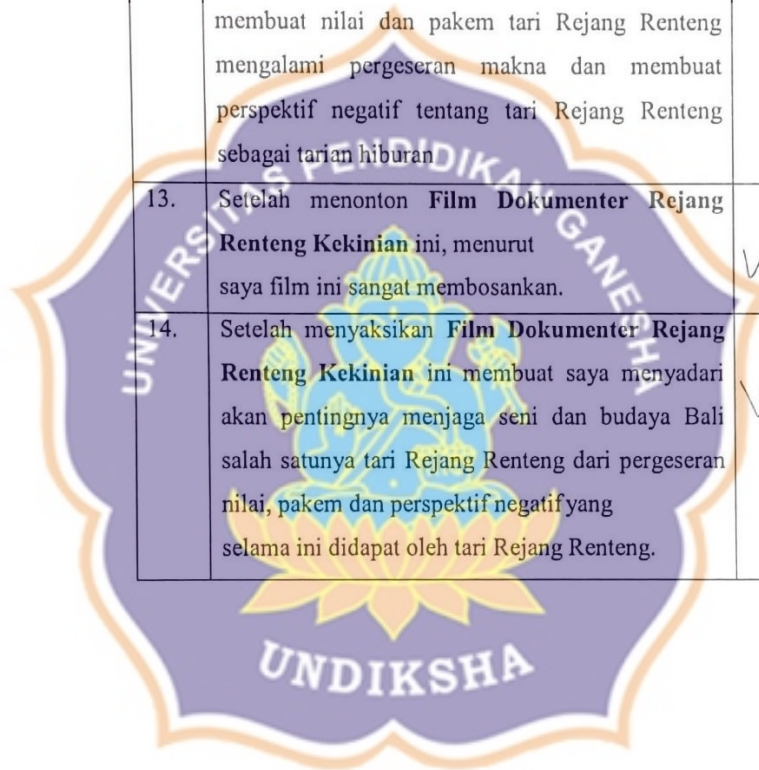 membuat nilai dan pakem tari Rejang Renteng
mengalami pergeseran makna dan membuat
perspektif negatif tentang tari Rejang Renteng
sebagai tarian hiburan
13. Setelah menonton Film Dokumenter Rejang
Renteng Kekinian ini, menurut
saya film ini sangat membosankan.
14. Setelah menyaksikan Film Dokumenter Rejang
Renteng Kekinian ini membuat saya menyadari
akan pentingnya menjaga seni dan budaya Bali
salah satunya tari Rejang Renteng dari pergeseran
nilai, pakem dan perspektif negatif yang
selama ini didapat oleh tari Rejang Renteng.
UNIVERSITAS PENDIDIKAN GANESHA
UNDIKSHA